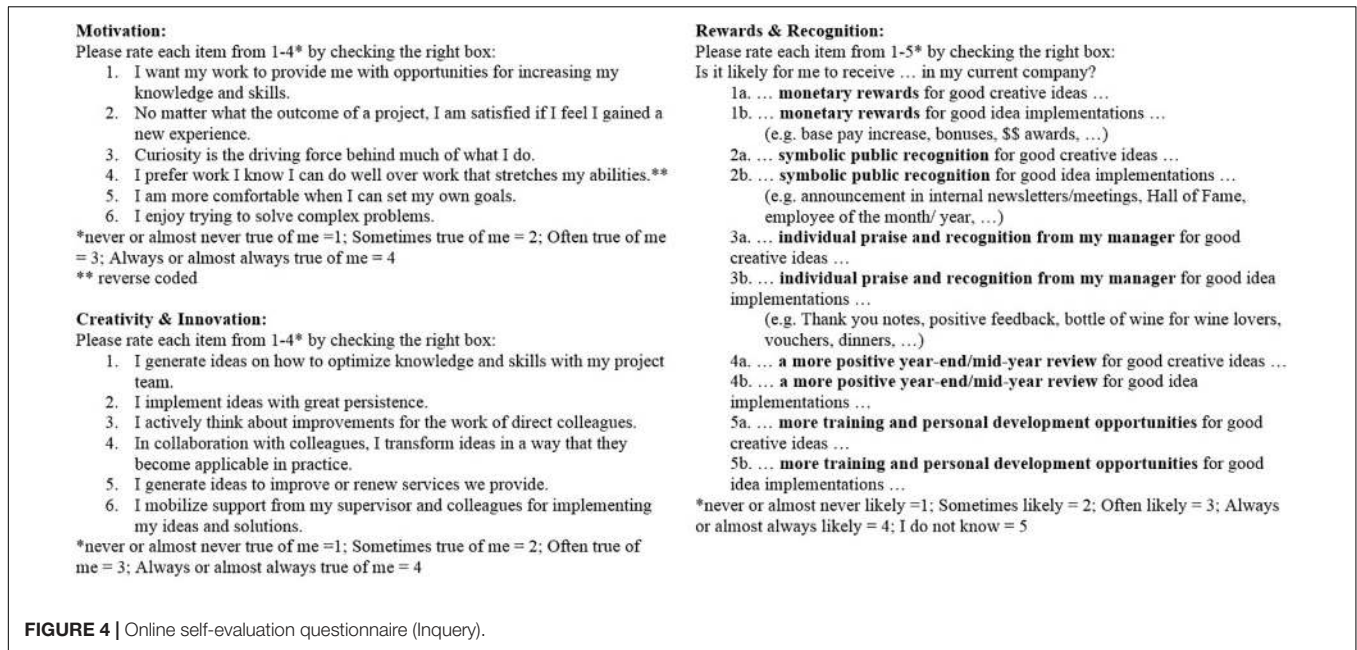 Motivation:
Please rate each item from 1-4* by checking the right box:
1. I want my work to provide me with opportunities for increasing my
knowledge and skills.
2. No matter what the outcome of a project, I am satisfied if I feel I gained a
new experience.
3. Curiosity is the driving force behind much of what I do.
4. I prefer work I know I can do well over work that stretches my abilities.**
5. I am more comfortable when I can set my own goals.
6. I enjoy trying to solve complex problems.
*never or almost never true of me =1; Sometimes true of me = 2; Often true of me
= 3; Always or almost always true of me = 4
** reverse coded
Creativity & Innovation:
Please rate each item from 1-4* by checking the right box:
1. I generate ideas on how to optimize knowledge and skills with my project
team.
2. I implement ideas with great persistence.
3. I actively think about improvements for the work of direct colleagues.
4. In collaboration with colleagues, I transform ideas in a way that they
become applicable in practice.
5. I generate ideas to improve or renew services we provide.
6. I mobilize support from my supervisor and colleagues for implementing
my ideas and solutions.
*never or almost never true of me =1; Sometimes true of me = 2; Often true of
me = 3; Always or almost always true of me = 4
Rewards & Recognition:
Please rate each item from 1-5* by checking the right box:
Is it likely for me to receive … in my current company?
1a. … monetary rewards for good creative ideas …
1b. … monetary rewards for good idea implementations …
(e.g. base pay increase, bonuses, $$ awards, …)
2a. … symbolic public recognition for good creative ideas …
2b. … symbolic public recognition for good idea implementations …
(e.g. announcement in internal newsletters/meetings, Hall of Fame,
employee of the month/ year, …)
3a. … individual praise and recognition from my manager for good
creative ideas …
3b. … individual praise and recognition from my manager for good idea
implementations …
(e.g. Thank you notes, positive feedback, bottle of wine for wine lovers,
vouchers, dinners, …)
4a. … a more positive year-end/mid-year review for good creative ideas …
4b. … a more positive year-end/mid-year review for good idea
implementations …
5a. … more training and personal development opportunities for good
creative ideas …
5b. … more training and personal development opportunities for good
idea implementations …
*never or almost never likely =1; Sometimes likely = 2; Often likely = 3; Always
or almost always likely = 4; I do not know = 5
FIGURE 4 | Online self-evaluation questionnaire (Inquery).